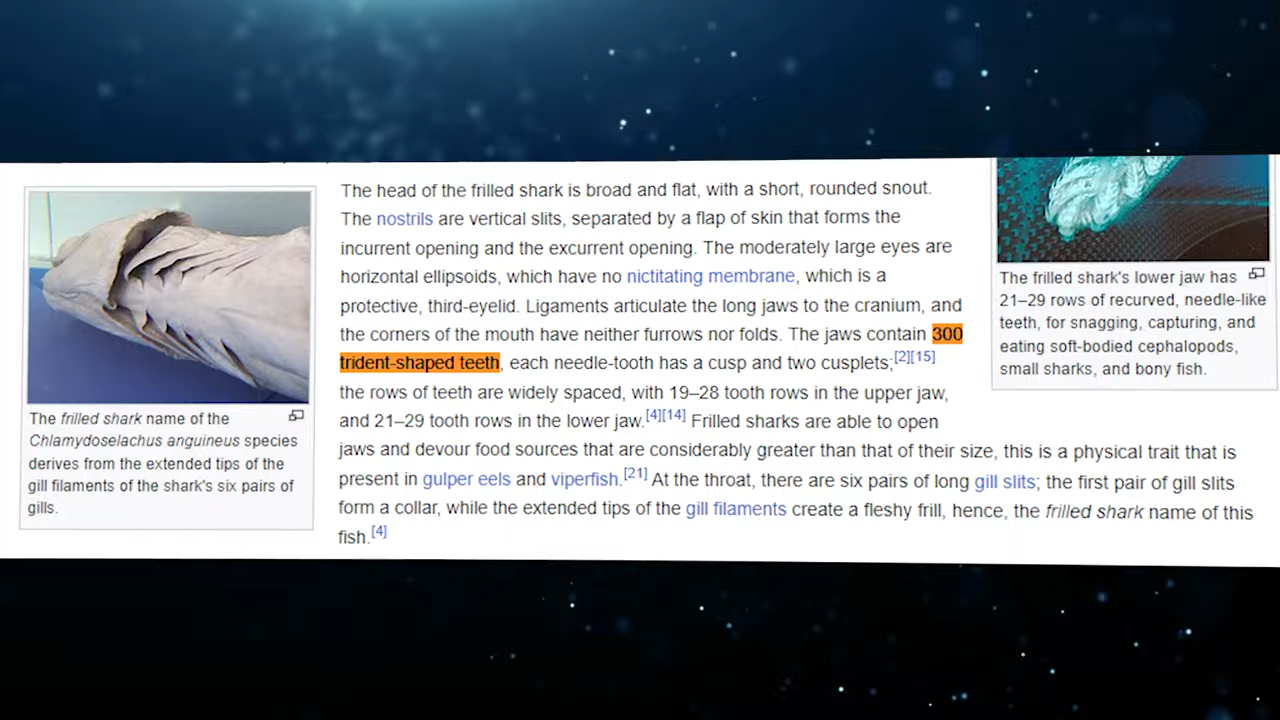 The head of the frilled shark is broad and flat, with a short, rounded snout.
The nostrils are vertical slits, separated by a flap of skin that forms the
incurrent opening and the excurrent opening. The moderately large eyes are
horizontal ellipsoids, which have no nictitating membrane, which is a
protective, third-eyelid. Ligaments articulate the long jaws to the cranium, and
the corners of the mouth have neither furrows nor folds. The jaws contain 300
trident-shaped teeth, each needle-tooth has a cusp and two cusplets;[2][15]
the rows of teeth are widely spaced, with 19–28 tooth rows in the upper jaw,
and 21–29 tooth rows in the lower jaw.[4][14] Frilled sharks are able to open
jaws and devour food sources that are considerably greater than that of their size, this is a physical trait that is
present in gulper eels and viperfish.[21] At the throat, there are six pairs of long gill slits; the first pair of gill slits
form a collar, while the extended tips of the gill filaments create a fleshy frill, hence, the frilled shark name of this
fish.[4]
The frilled shark name of the
Chlamydoselachus anguineus species
derives from the extended tips of the
gill filaments of the shark's six pairs of
gills.
The frilled shark's lower jaw has
21–29 rows of recurved, needle-like
teeth, for snagging, capturing, and
eating soft-bodied cephalopods,
small sharks, and bony fish.